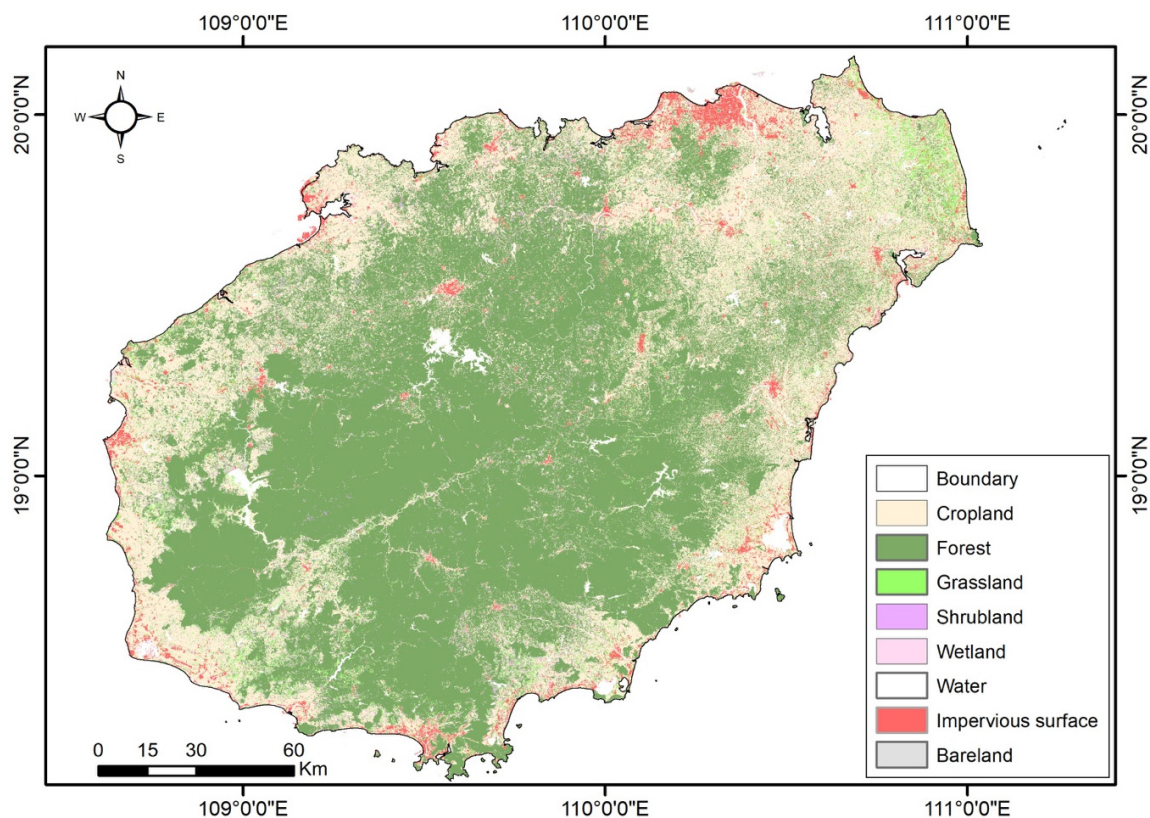 109°0'0"E
110°0'0"E
111°0'0"E
N
W
E
S
20°0'0"N
20°0'0"N
19°0'0"N
19°0'0"N
Boundary
Cropland
Forest
Grassland
Shrubland
Wetland
Water
Impervious surface
Bareland
0 15 30 60
Km
109°0'0"E
110°0'0"E
111°0'0"E